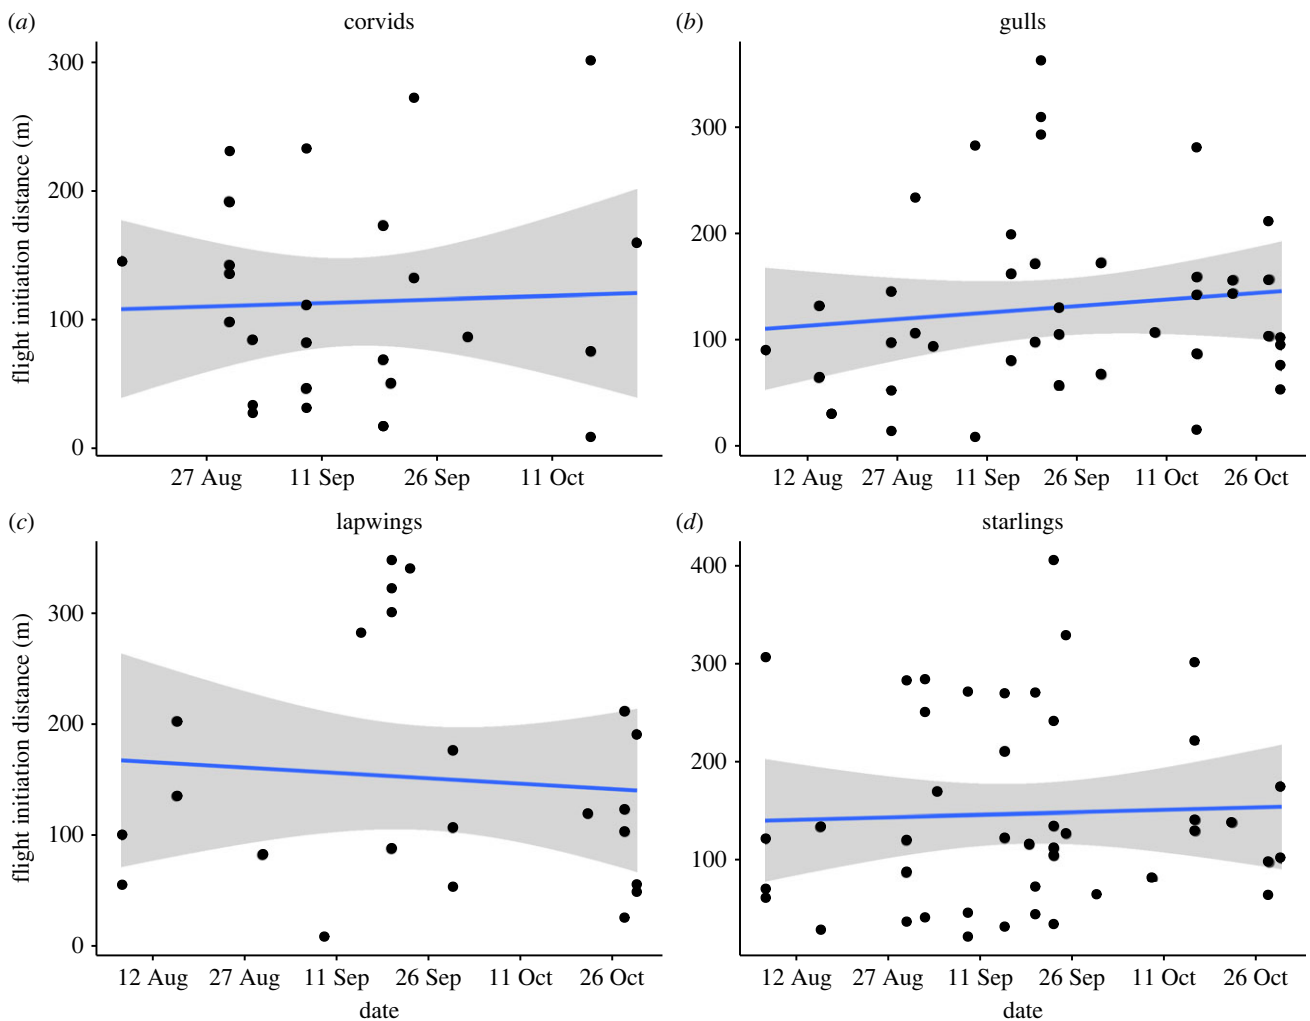 (a) corvids
flight initiation distance (m)
300
200
100
0
27 Aug 11 Sep 26 Sep 11 Oct
(b) gulls
300
200
100
0
12 Aug 27 Aug 11 Sep 26 Sep 11 Oct 26 Oct
(c) lapwings
flight initiation distance (m)
300
200
100
0
12 Aug 27 Aug 11 Sep 26 Sep 11 Oct 26 Oct
date
(d) starlings
400
300
200
100
12 Aug 27 Aug 11 Sep 26 Sep 11 Oct 26 Oct
date